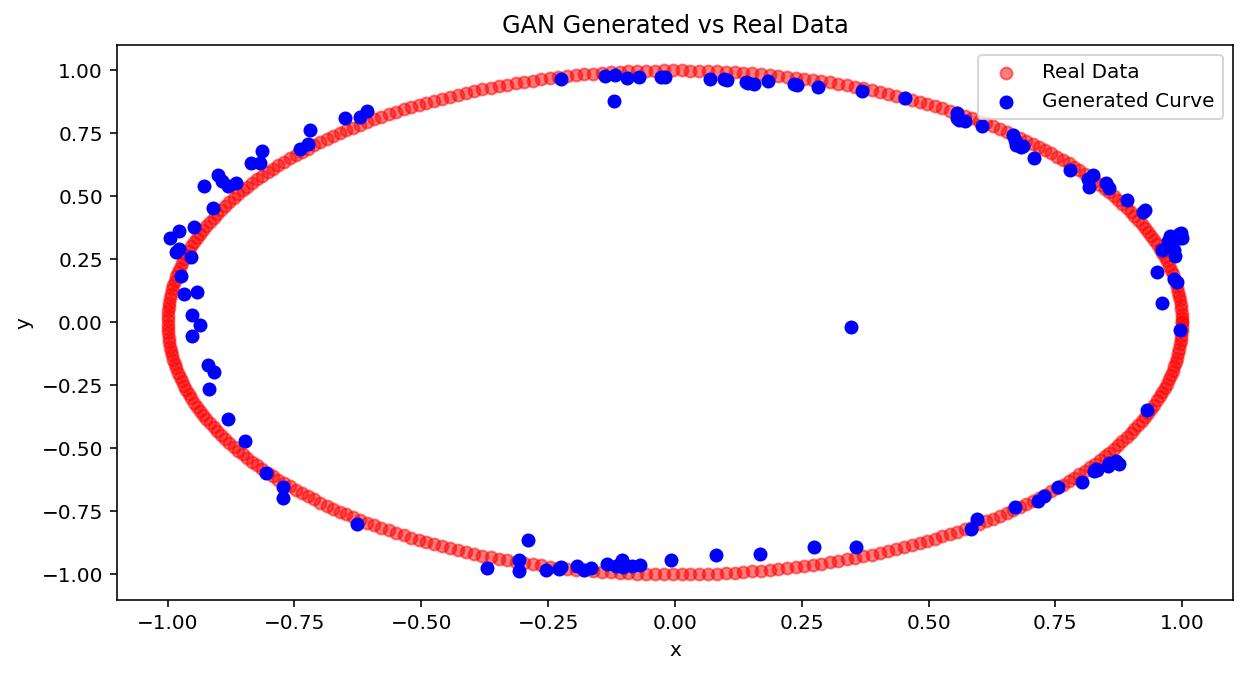 GAN Generated vs Real Data
Real Data
Generated Curve
1.00
0.75
0.50
0.25
0.00
−0.25
−0.50
−0.75
−1.00
y
−1.00 −0.75 −0.50 −0.25 0.00 0.25 0.50 0.75 1.00
x